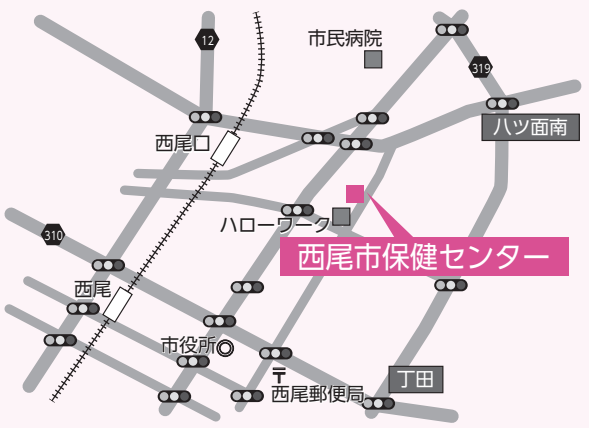 12
市民病院
319
西尾口
八ツ面南
ハローワーク
310
西尾市保健センター
西尾
市役所
〒
西尾郵便局
丁田